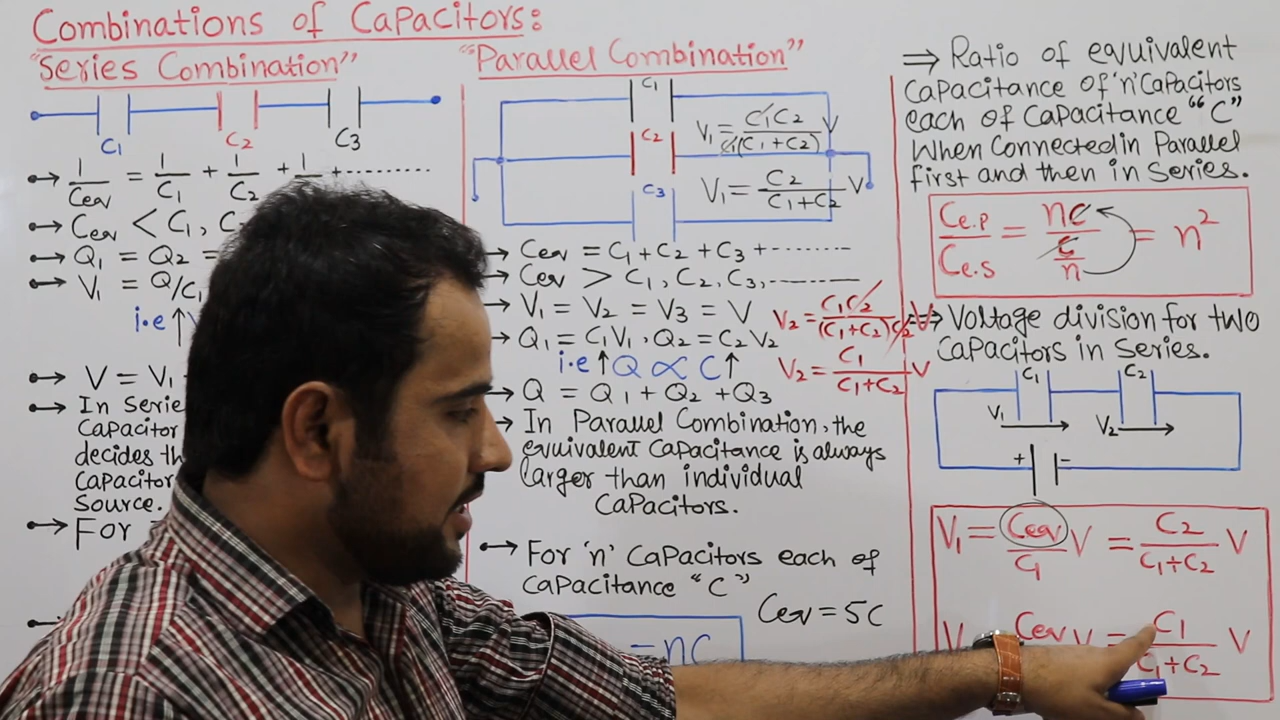 Combinations of Capacitors:
"Series Combination"
C1 C2 C3
1/Ceq = 1/C1 + 1/C2 + 1/ + ........
Ceq < C1, C
Q1 = Q2 =
V1 = Q/C1
i.e ↑
V = V1
In Serie
Capacitor
decides th
Capacitor
Source.
For
"Parallel Combination"
C1
C2
C3
V1 = C1C2/C1(C1+C2) V
V1 = C2/C1+C2 V
Ceq = C1 + C2 + C3 + ........
Ceq > C1, C2, C3, ........
V1 = V2 = V3 = V
Q1 = C1V1, Q2 = C2V2
i.e ↑ Q ∝ C ↑
Q = Q1 + Q2 + Q3
V2 = C1C2/(C1+C2)C2 V
V2 = C1/C1+C2 V
In Parallel Combination, the
equivalent Capacitance is always
larger than individual
Capacitors.
For 'n' Capacitors each of
Capacitance "C"
Ceq = 5C
= nC
⇒ Ratio of equivalent
Capacitance of 'n' Capacitors
each of Capacitance "C"
When Connected in Parallel
first and then in Series.
Ce.p/Ce.s = nC/(C/n) = n²
⇒ Voltage division for two
Capacitors in Series.
C1 C2
V1 V2
+ -
V1 = Ceq/C1 V = C2/C1+C2 V
V Ceq V = C1/C1+C2 V